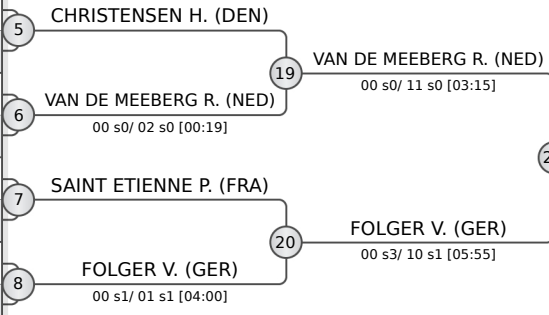 CHRISTENSEN H. (DEN)
5
19
VAN DE MEEBERG R. (NED)
00 s0/ 11 s0 [03:15]
VAN DE MEEBERG R. (NED)
6
00 s0/ 02 s0 [00:19]
SAINT ETIENNE P. (FRA)
7
20
FOLGER V. (GER)
00 s3/ 10 s1 [05:55]
FOLGER V. (GER)
8
00 s1/ 01 s1 [04:00]